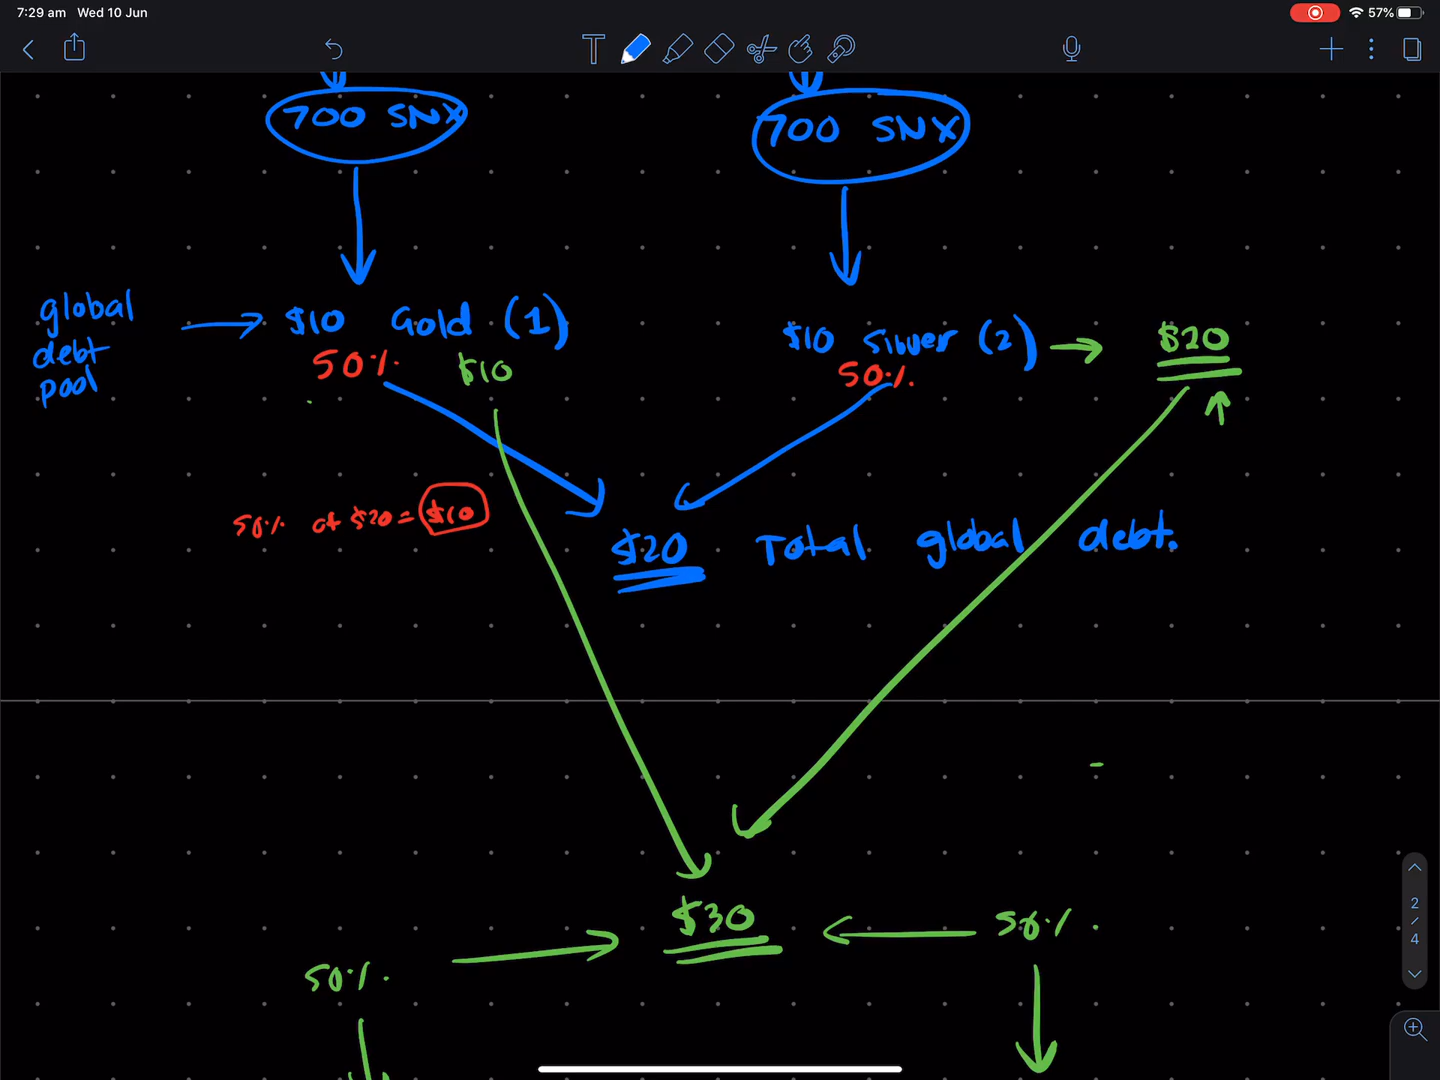 7:29 am Wed 10 Jun
57%
T
700 SNX
700 SNX
global
debt
pool
$10 Gold (1)
50%.
$10
$10 Silver (2)
50%.
$20
50% of $20 = $10
$20 Total global debt.
$30
50%.
50%.
2
/
4